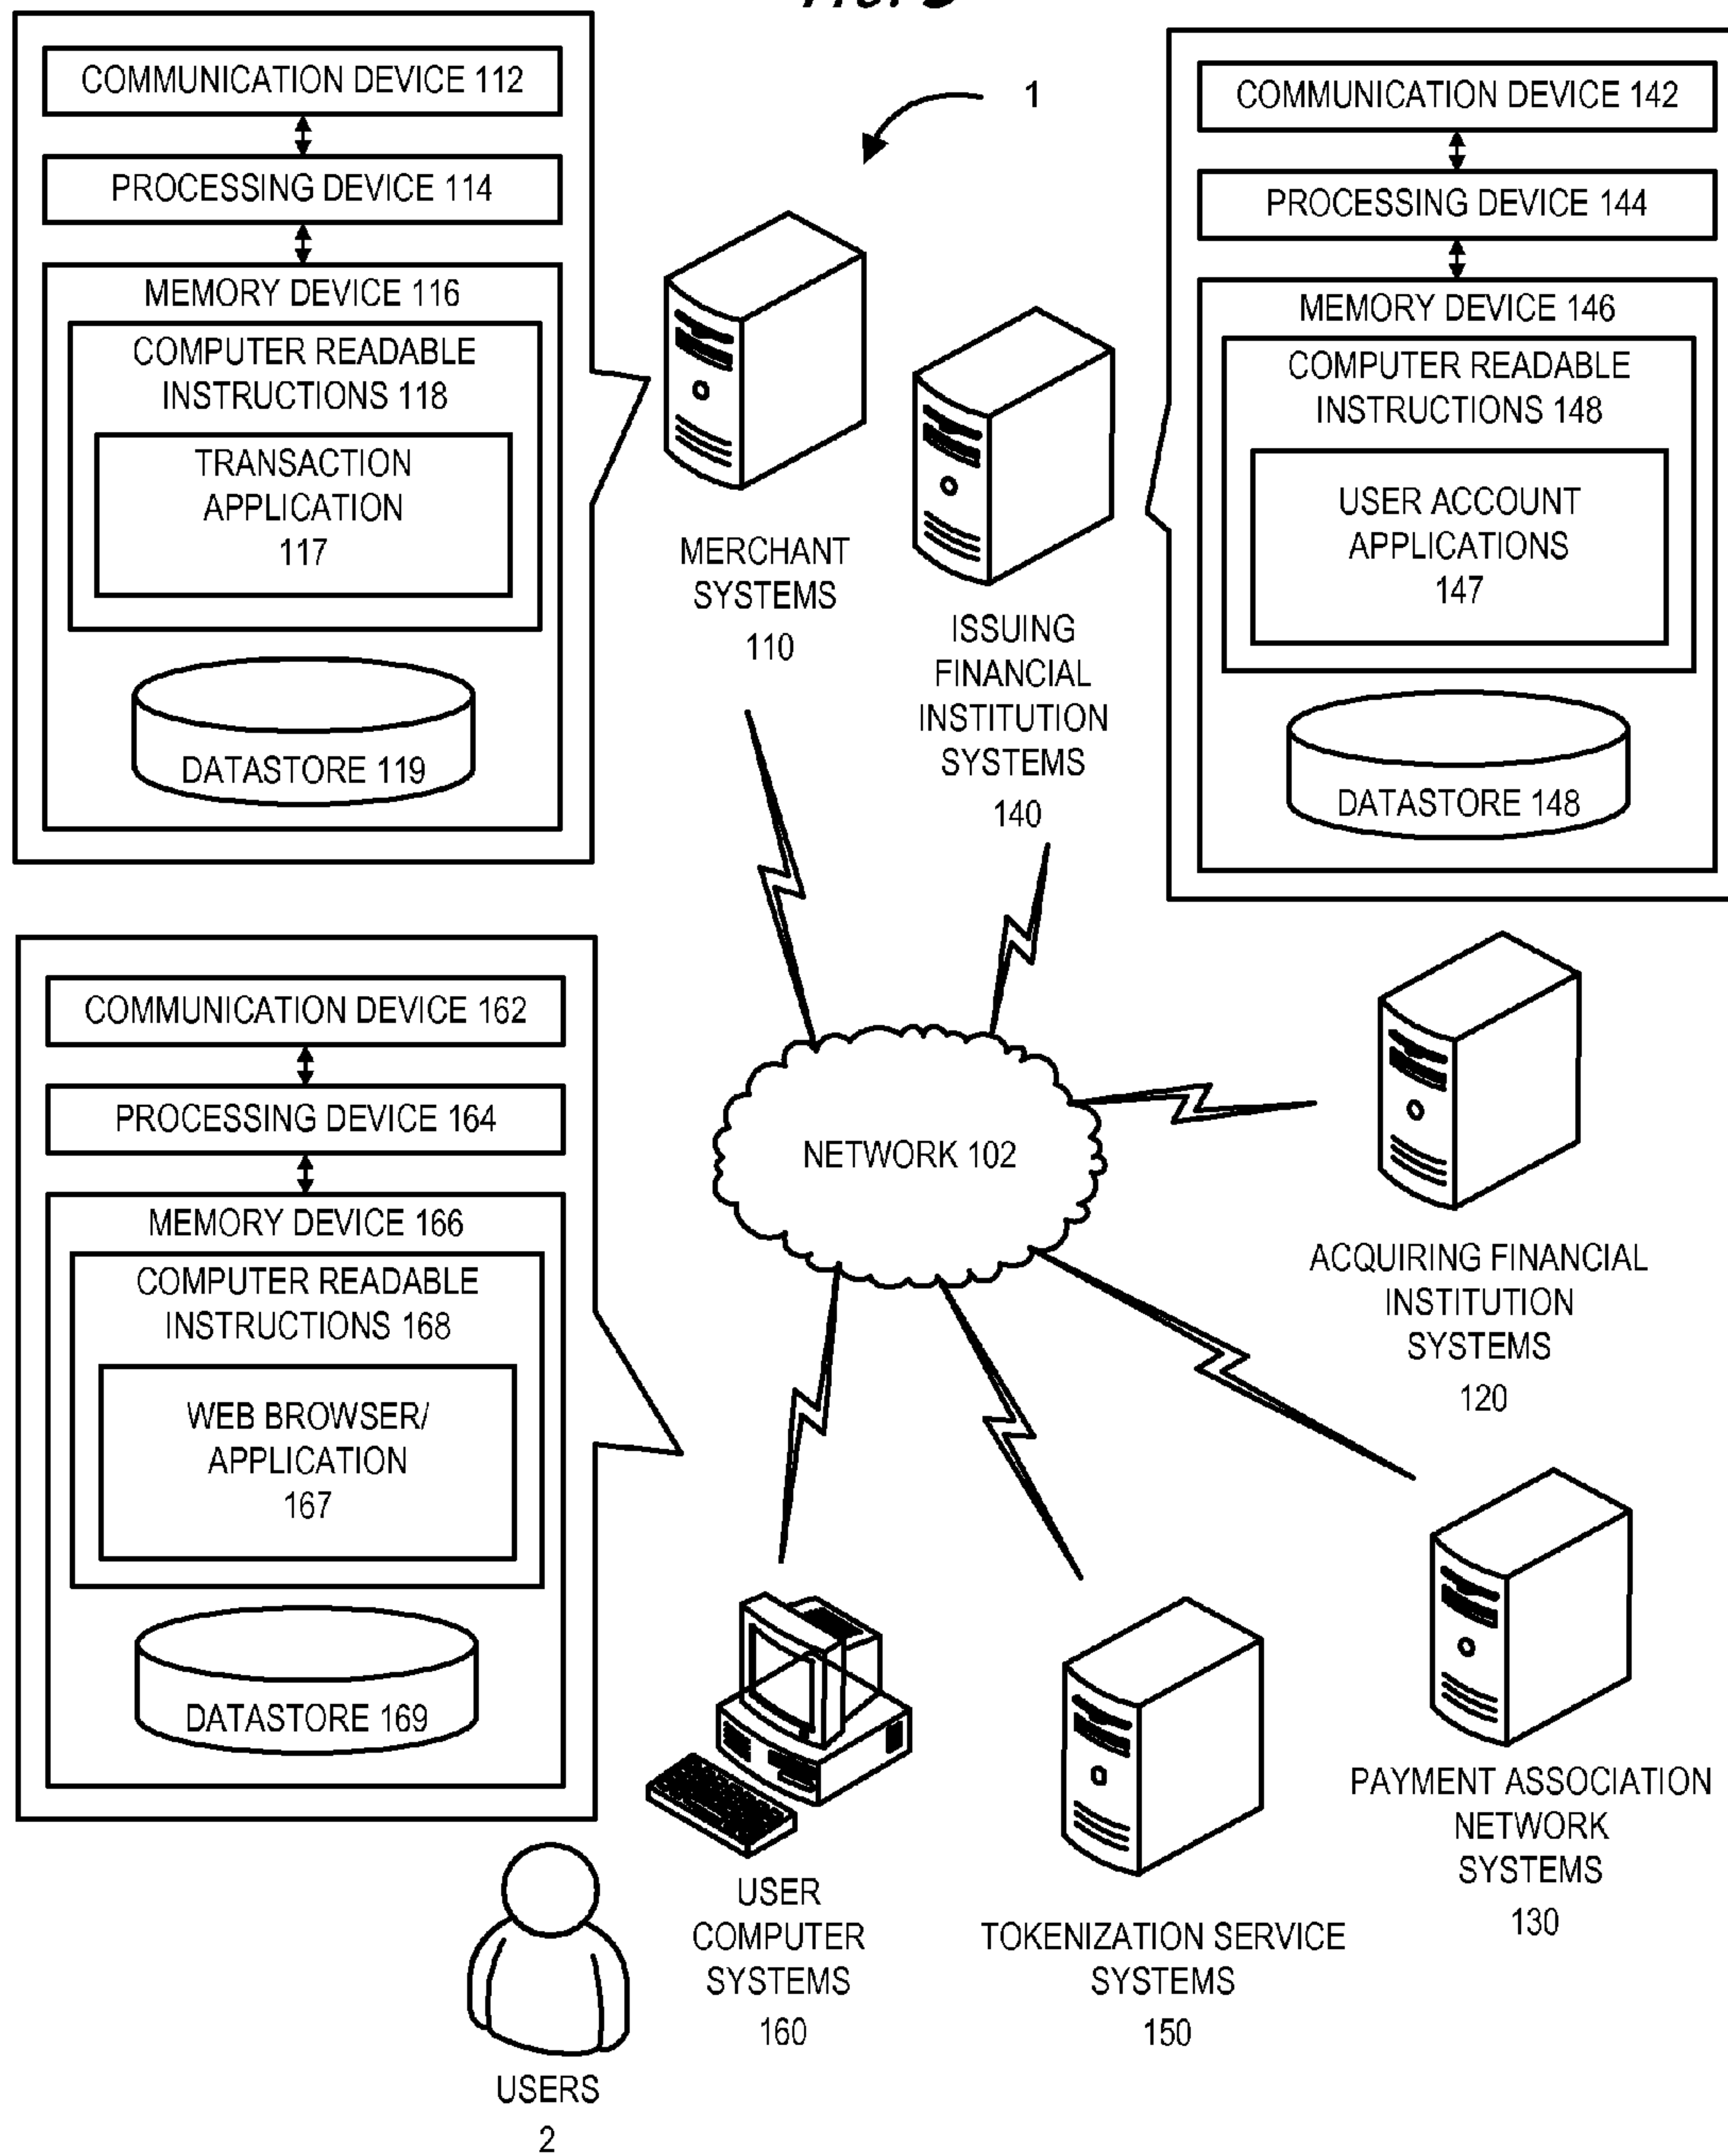 COMMUNICATION DEVICE 112
PROCESSING DEVICE 114
MEMORY DEVICE 116
COMPUTER READABLE
INSTRUCTIONS 118
TRANSACTION
APPLICATION
117
DATASTORE 119
1
MERCHANT
SYSTEMS
110
ISSUING
FINANCIAL
INSTITUTION
SYSTEMS
140
COMMUNICATION DEVICE 142
PROCESSING DEVICE 144
MEMORY DEVICE 146
COMPUTER READABLE
INSTRUCTIONS 148
USER ACCOUNT
APPLICATIONS
147
DATASTORE 148
COMMUNICATION DEVICE 162
PROCESSING DEVICE 164
MEMORY DEVICE 166
COMPUTER READABLE
INSTRUCTIONS 168
WEB BROWSER/
APPLICATION
167
DATASTORE 169
NETWORK 102
ACQUIRING FINANCIAL
INSTITUTION
SYSTEMS
120
PAYMENT ASSOCIATION
NETWORK
SYSTEMS
130
TOKENIZATION SERVICE
SYSTEMS
150
USER
COMPUTER
SYSTEMS
160
USERS
2